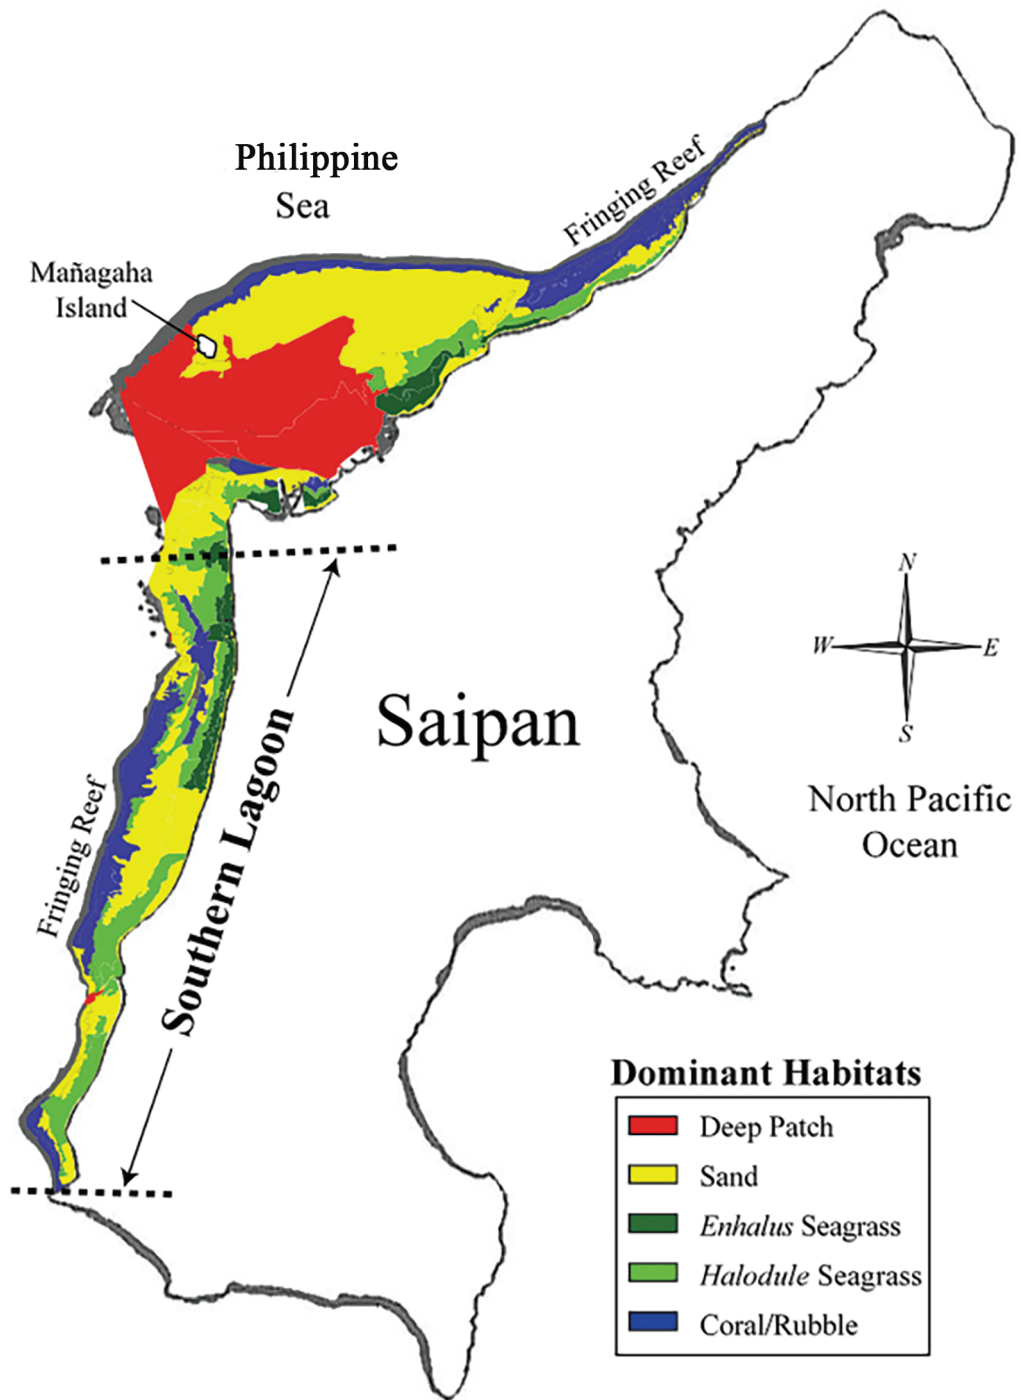 Philippine
Sea
Fringing Reef
Mañagaha
Island
N
W
E
S
Saipan
Southern Lagoon
Fringing Reef
North Pacific
Ocean
Dominant Habitats
Deep Patch
Sand
Enhalus Seagrass
Halodule Seagrass
Coral/Rubble